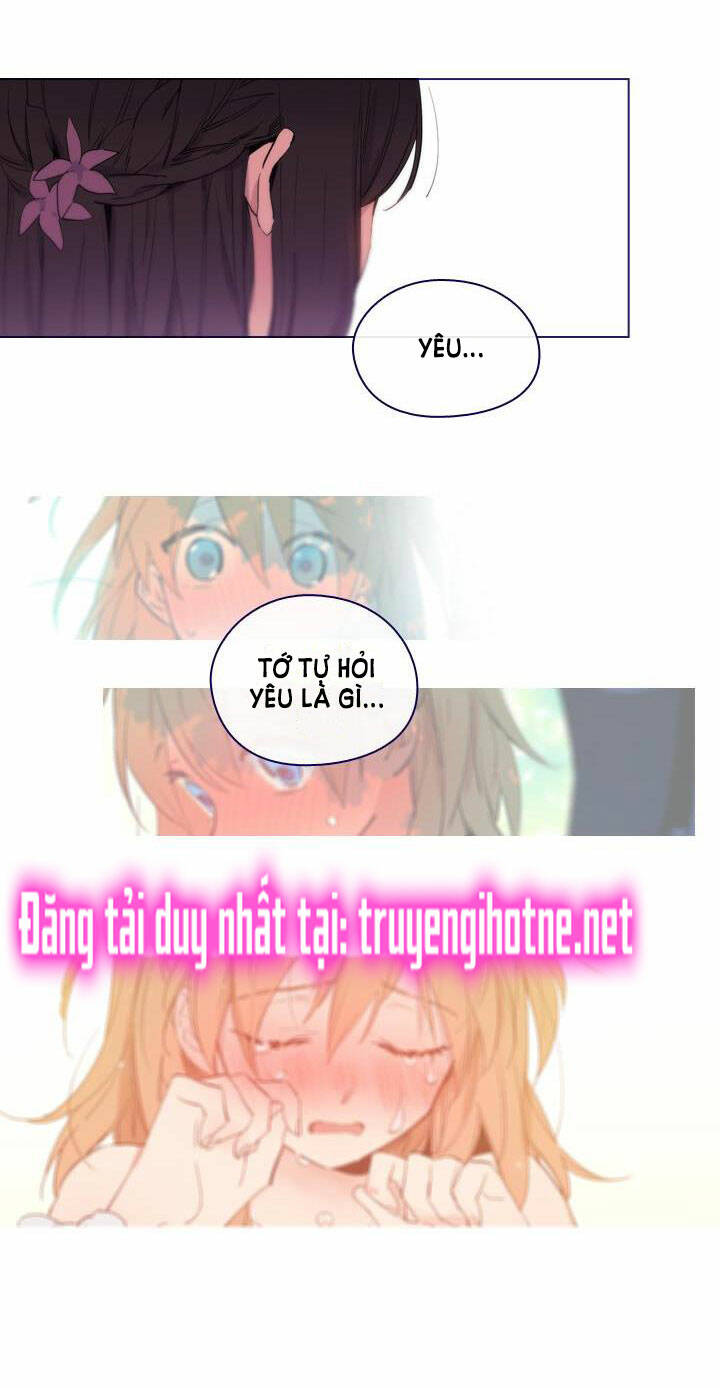 YÊU...
TỚ TỰ HỎI
YÊU LÀ GÌ...
Đăng tải duy nhất tại: truyengihotne.net